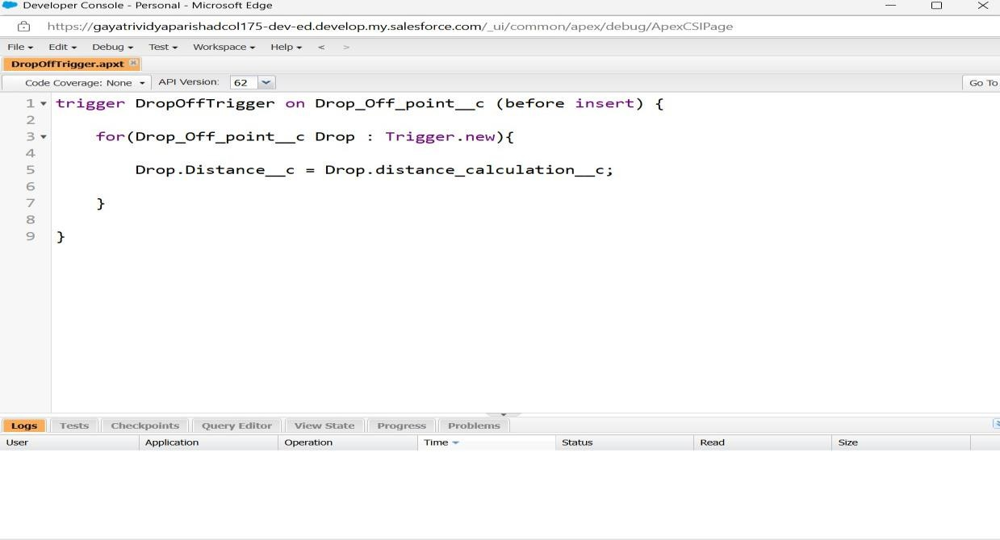 Developer Console - Personal - Microsoft Edge
https://gayatrividyaparishadcol175-dev-ed.develop.my.salesforce.com/_ui/common/apex/debug/ApexCSIPage
File Edit Debug Test Workspace Help < >
DropOffTrigger.apxt
Code Coverage: None API Version: 62 Go To
1 trigger DropOffTrigger on Drop_Off_point__c (before insert) {
2
3 for(Drop_Off_point__c Drop : Trigger.new){
4
5 Drop.Distance__c = Drop.distance_calculation__c;
6
7 }
8
9 }
Logs Tests Checkpoints Query Editor View State Progress Problems
User Application Operation Time Status Read Size